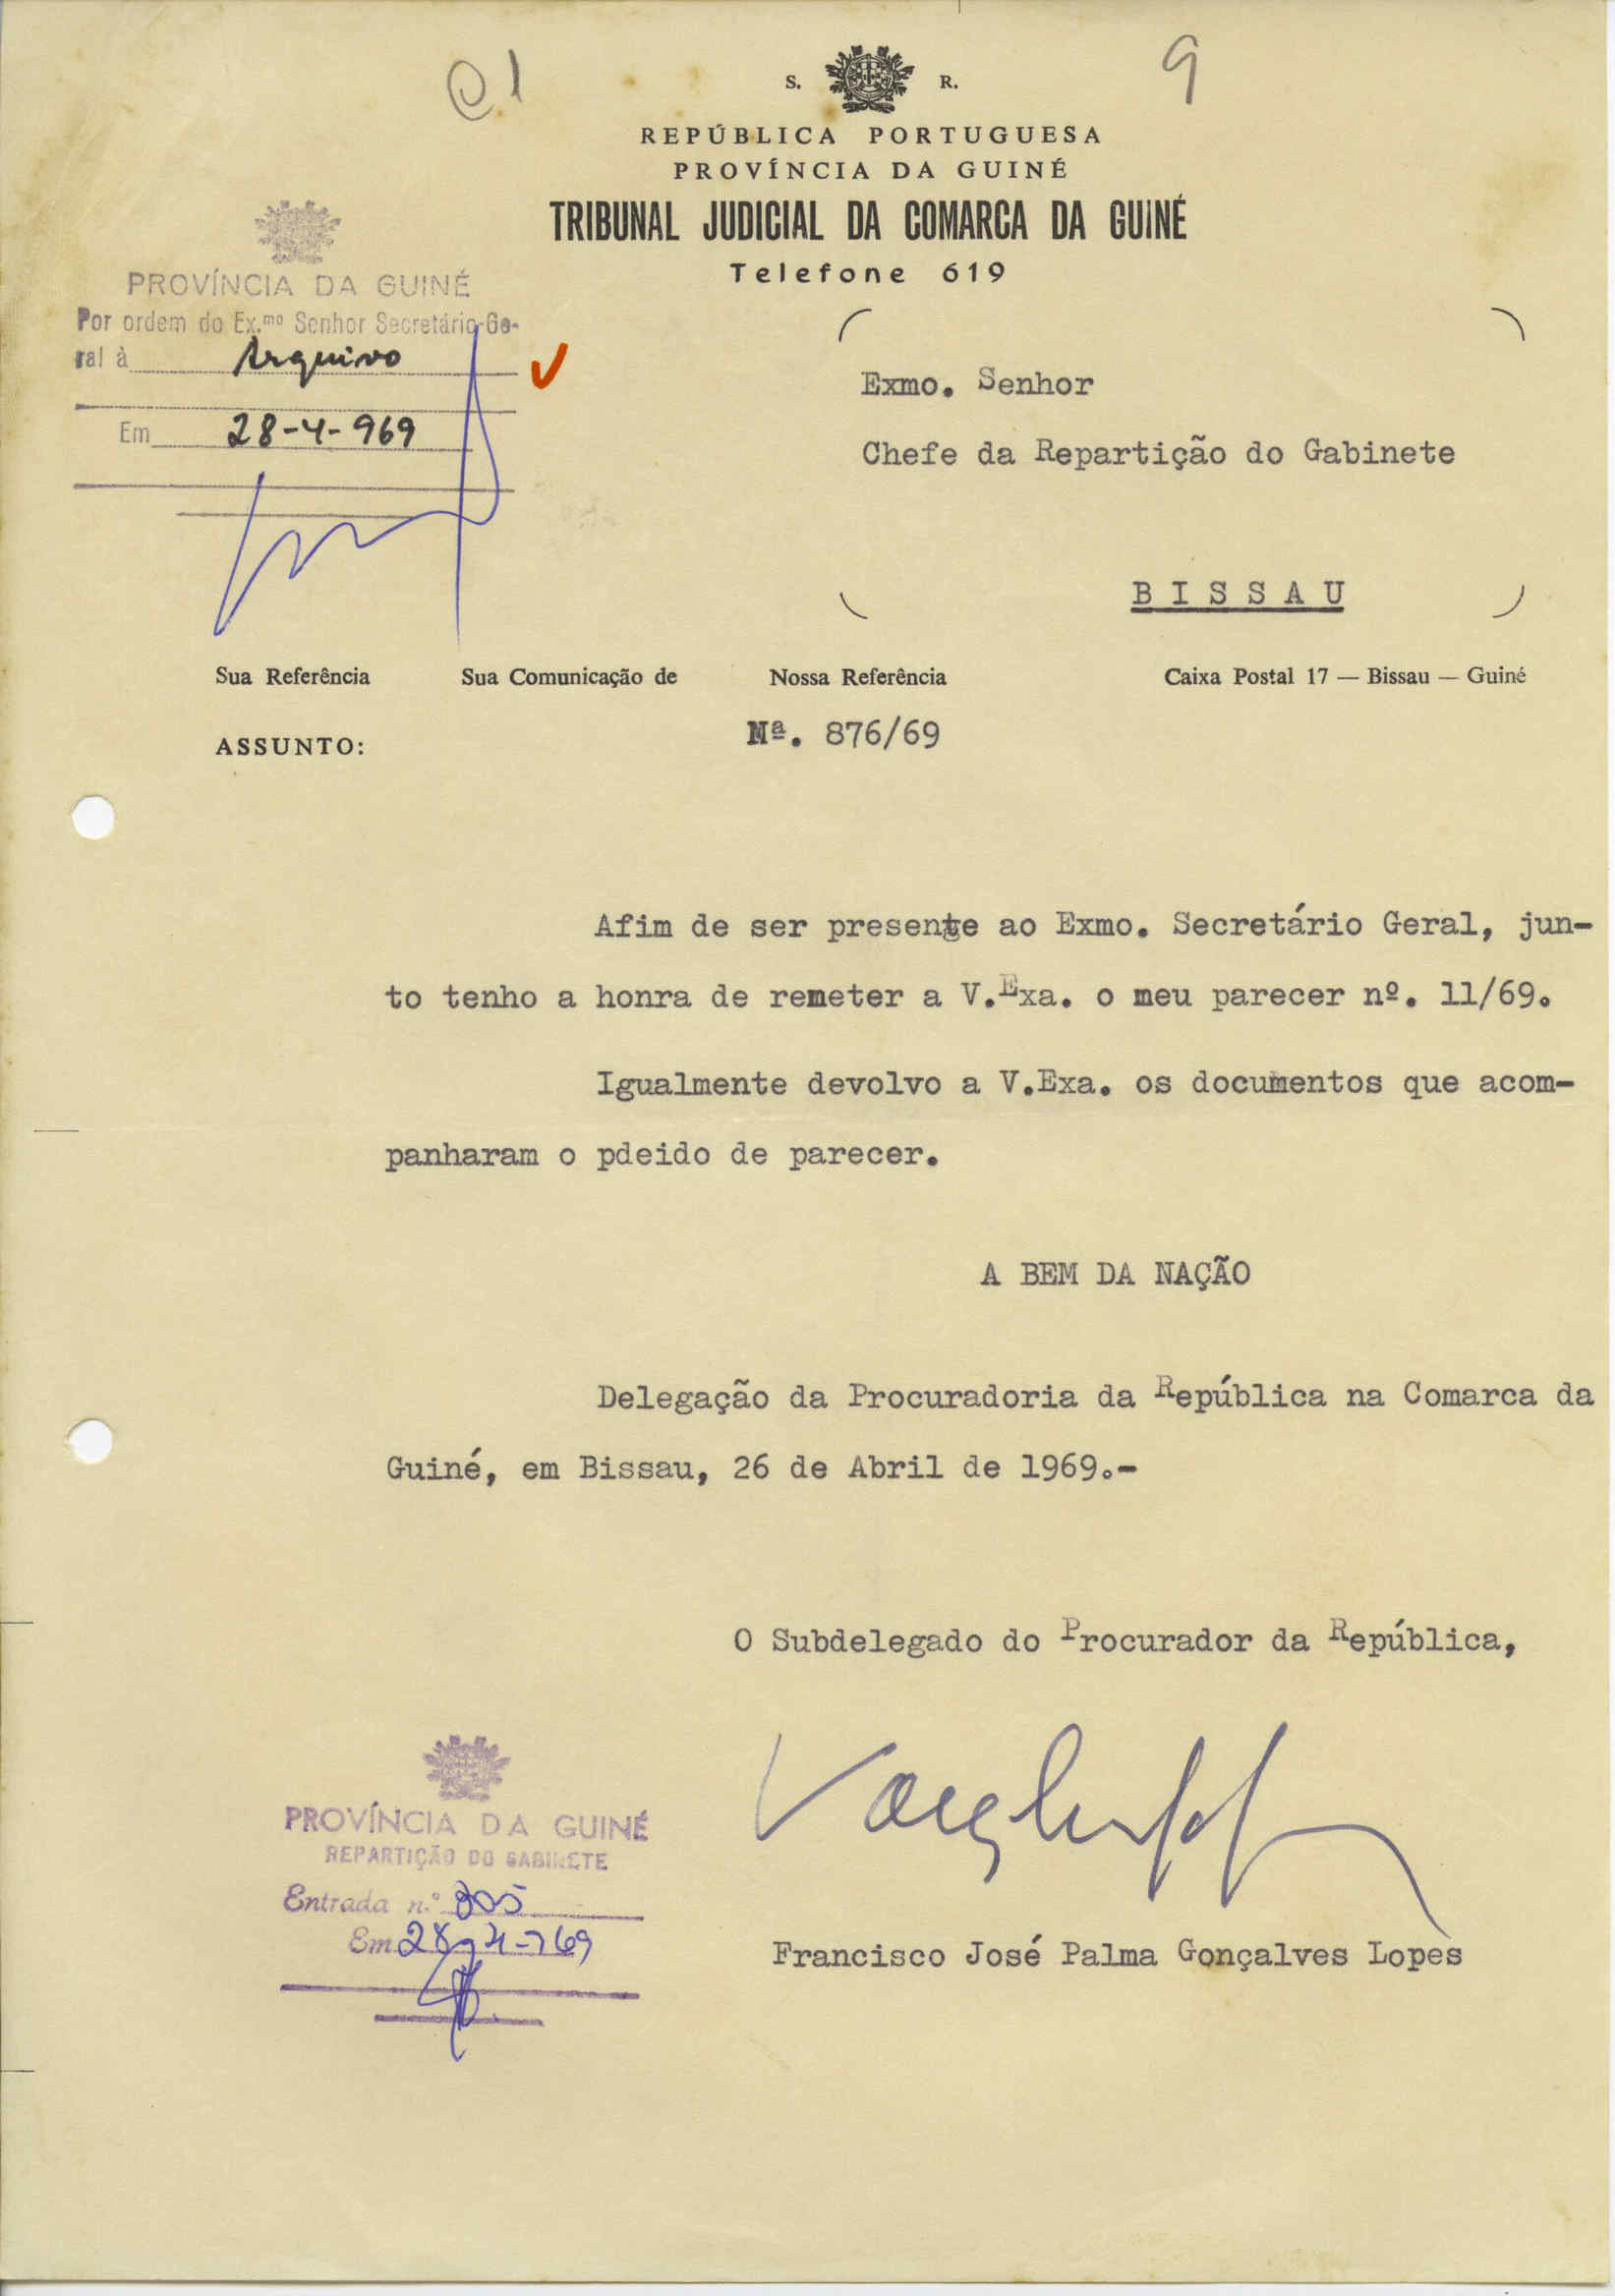 9
S. R.
REPÚBLICA PORTUGUESA
PROVÍNCIA DA GUINÉ
TRIBUNAL JUDICIAL DA COMARCA DA GUINÉ
Telefone 619
PROVÍNCIA DA GUINÉ
Por ordem do Ex.mo Senhor Secretário-Ge-
ral à Arquivo
Em 28-4-969
Exmo. Senhor
Chefe da Repartição do Gabinete
BISSAU
Sua Referência Sua Comunicação de Nossa Referência Caixa Postal 17 — Bissau — Guiné
ASSUNTO: Nª. 876/69
Afim de ser presente ao Exmo. Secretário Geral, jun-
to tenho a honra de remeter a V.Exa. o meu parecer nº. 11/69.
Igualmente devolvo a V.Exa. os documentos que acom-
panharam o pdeido de parecer.
A BEM DA NAÇÃO
Delegação da Procuradoria da República na Comarca da
Guiné, em Bissau, 26 de Abril de 1969.-
O Subdelegado do Procurador da República,
Francisco José Palma Gonçalves Lopes
PROVÍNCIA DA GUINÉ
REPARTIÇÃO DO GABINETE
Entrada n.º 805
Em 28-4-969